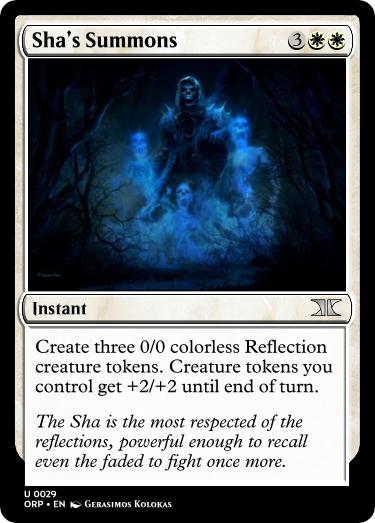 Sha's Summons 3
Instant
Create three 0/0 colorless Reflection
creature tokens. Creature tokens you
control get +2/+2 until end of turn.
The Sha is the most respected of the
reflections, powerful enough to recall
even the faded to fight once more.
U 0029
ORP • EN Gerasimos Kolokas